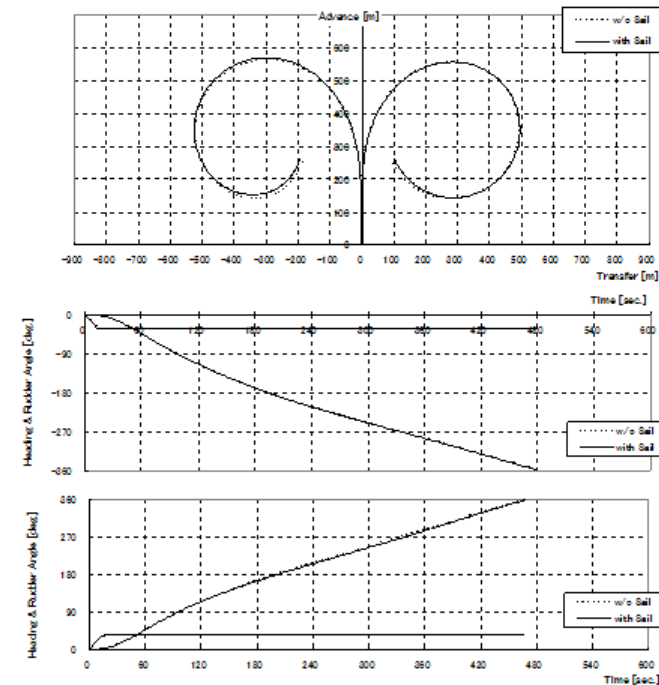 Advance [m]
w/o Sail
with Sail
600
500
400
300
200
100
0
-900 -800 -700 -600 -500 -400 -300 -200 -100 0 100 200 300 400 500 600 700 800 900
Transfer [m]
Time [sec.]
0 60 120 180 240 300 360 420 480 540 600
-90
-180
-270
-360
Heading & Rudder Angle [deg.]
w/o Sail
with Sail
360
270
180
90
0
Heading & Rudder Angle [deg.]
w/o Sail
with Sail
0 60 120 180 240 300 360 420 480 540 600
Time [sec.]